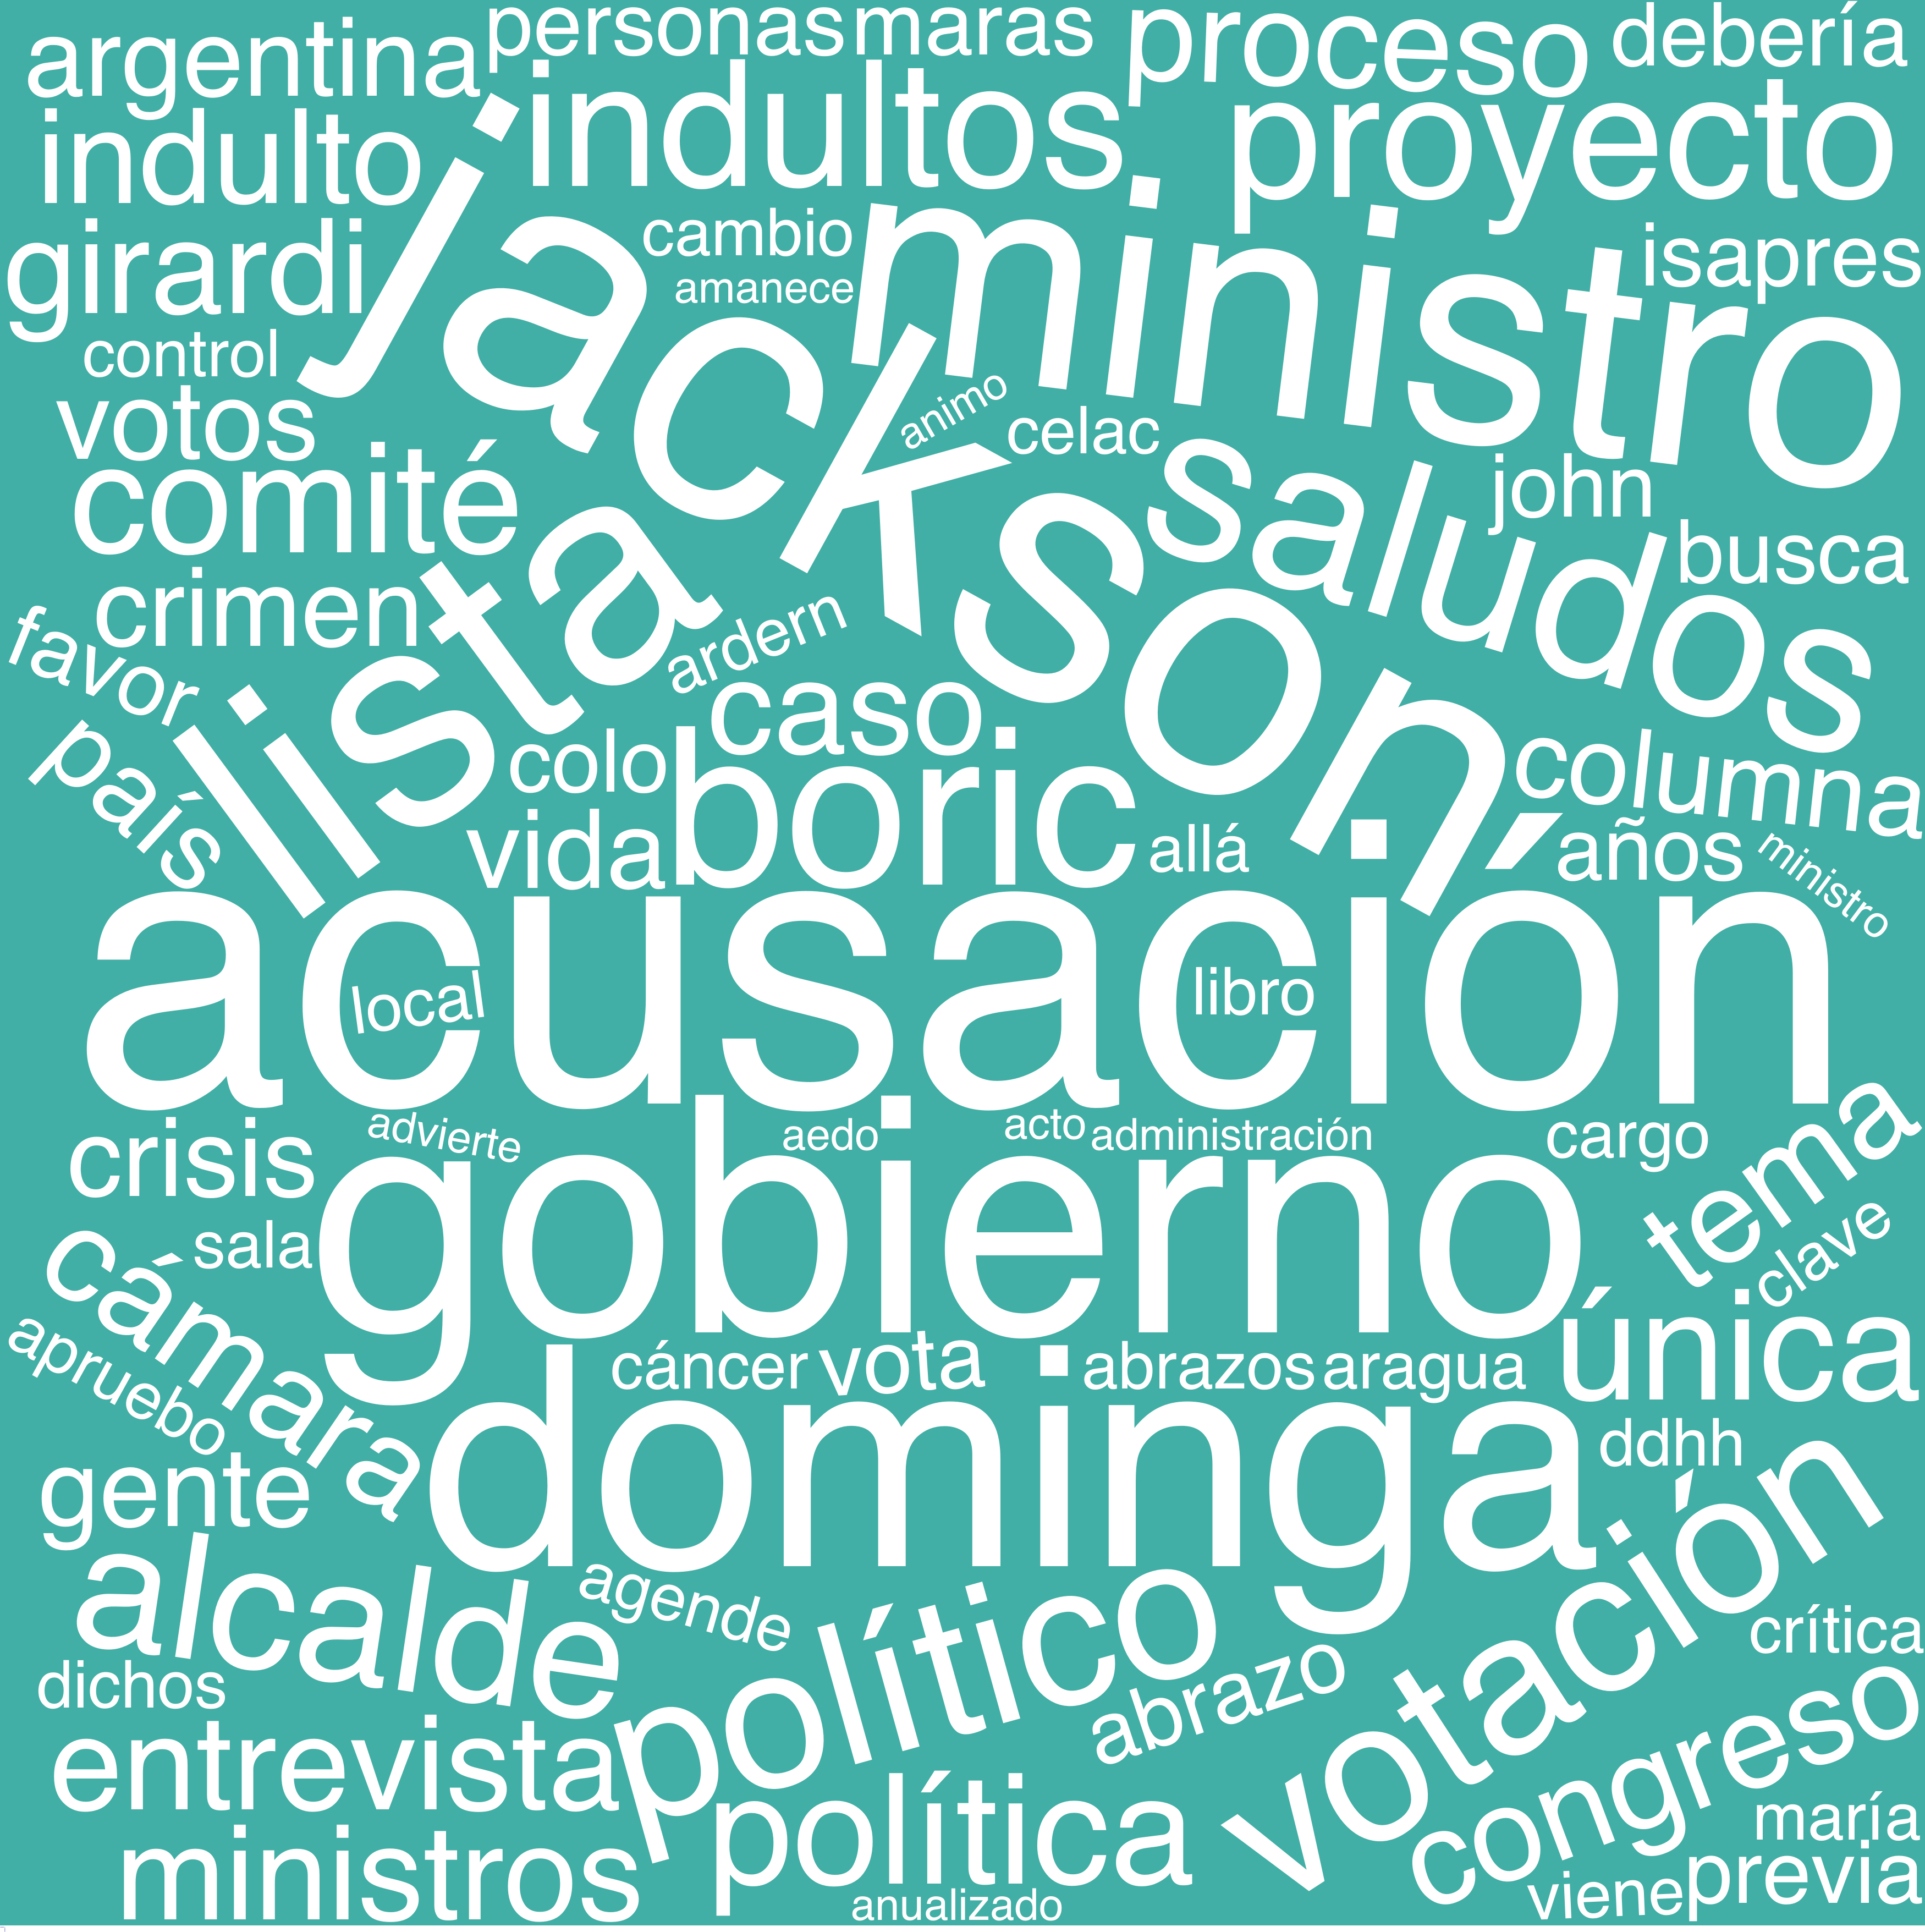 argentina
personas
maras
proceso
debería
indulto
indultos
proyecto
girardi
jackson
cambio
amanece
ministro
isapres
control
votos
animo
celac
saludos
john
comité
busca
crimen
lista
ardern
favor
país
caso
colo
boric
columna
vida
allá
años
ministro
acusación
local
libro
crisis
advierte
aedo
acto
administración
cargo
tema
sala
gobierno
clave
cámara
apruebo
cáncer
vota
abrazos
aragua
única
gente
dominga
ddhh
alcalde
agende
político
votación
crítica
dichos
abrazo
congreso
entrevista
política
maría
ministros
anualizado
viene
previa